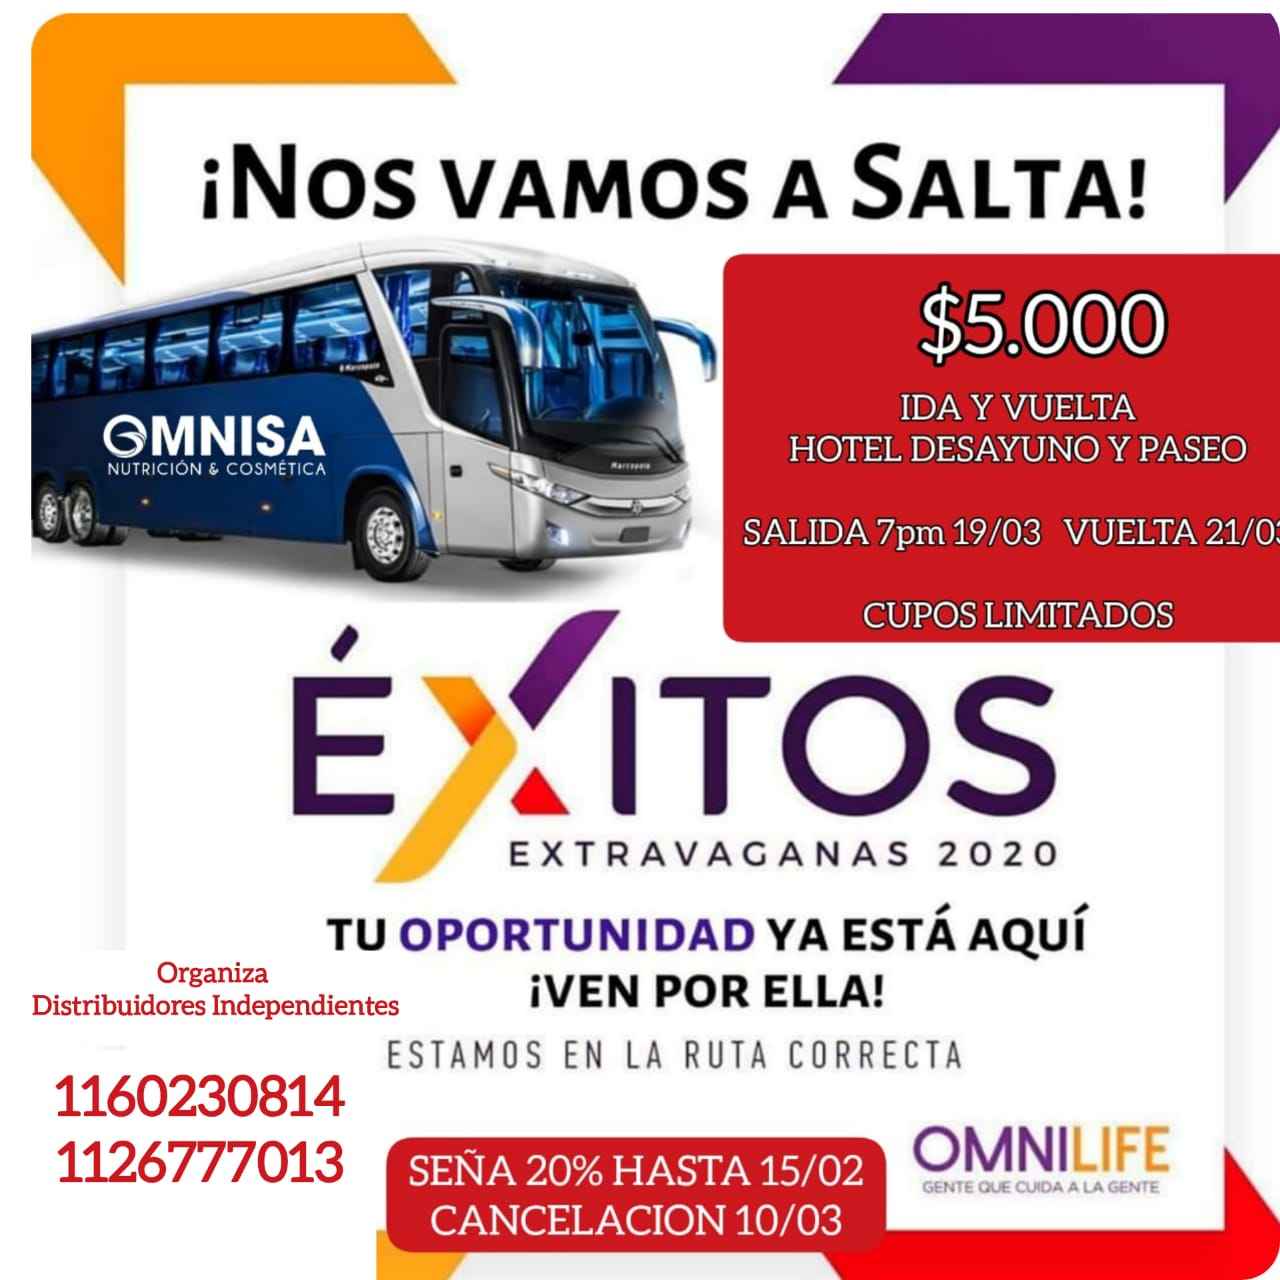 ¡NOS VAMOS A SALTA!
$5.000
IDA Y VUELTA
HOTEL DESAYUNO Y PASEO
SALIDA 7pm 19/03 VUELTA 21/03
CUPOS LIMITADOS
Marcopolo
OMNISA
NUTRICIÓN & COSMÉTICA
Marcopolo
ÉXITOS
EXTRAVAGANAS 2020
TU OPORTUNIDAD YA ESTÁ AQUÍ
¡VEN POR ELLA!
ESTAMOS EN LA RUTA CORRECTA
Organiza
Distribuidores Independientes
1160230814
1126777013
SEÑA 20% HASTA 15/02
CANCELACION 10/03
OMNILIFE
GENTE QUE CUIDA A LA GENTE